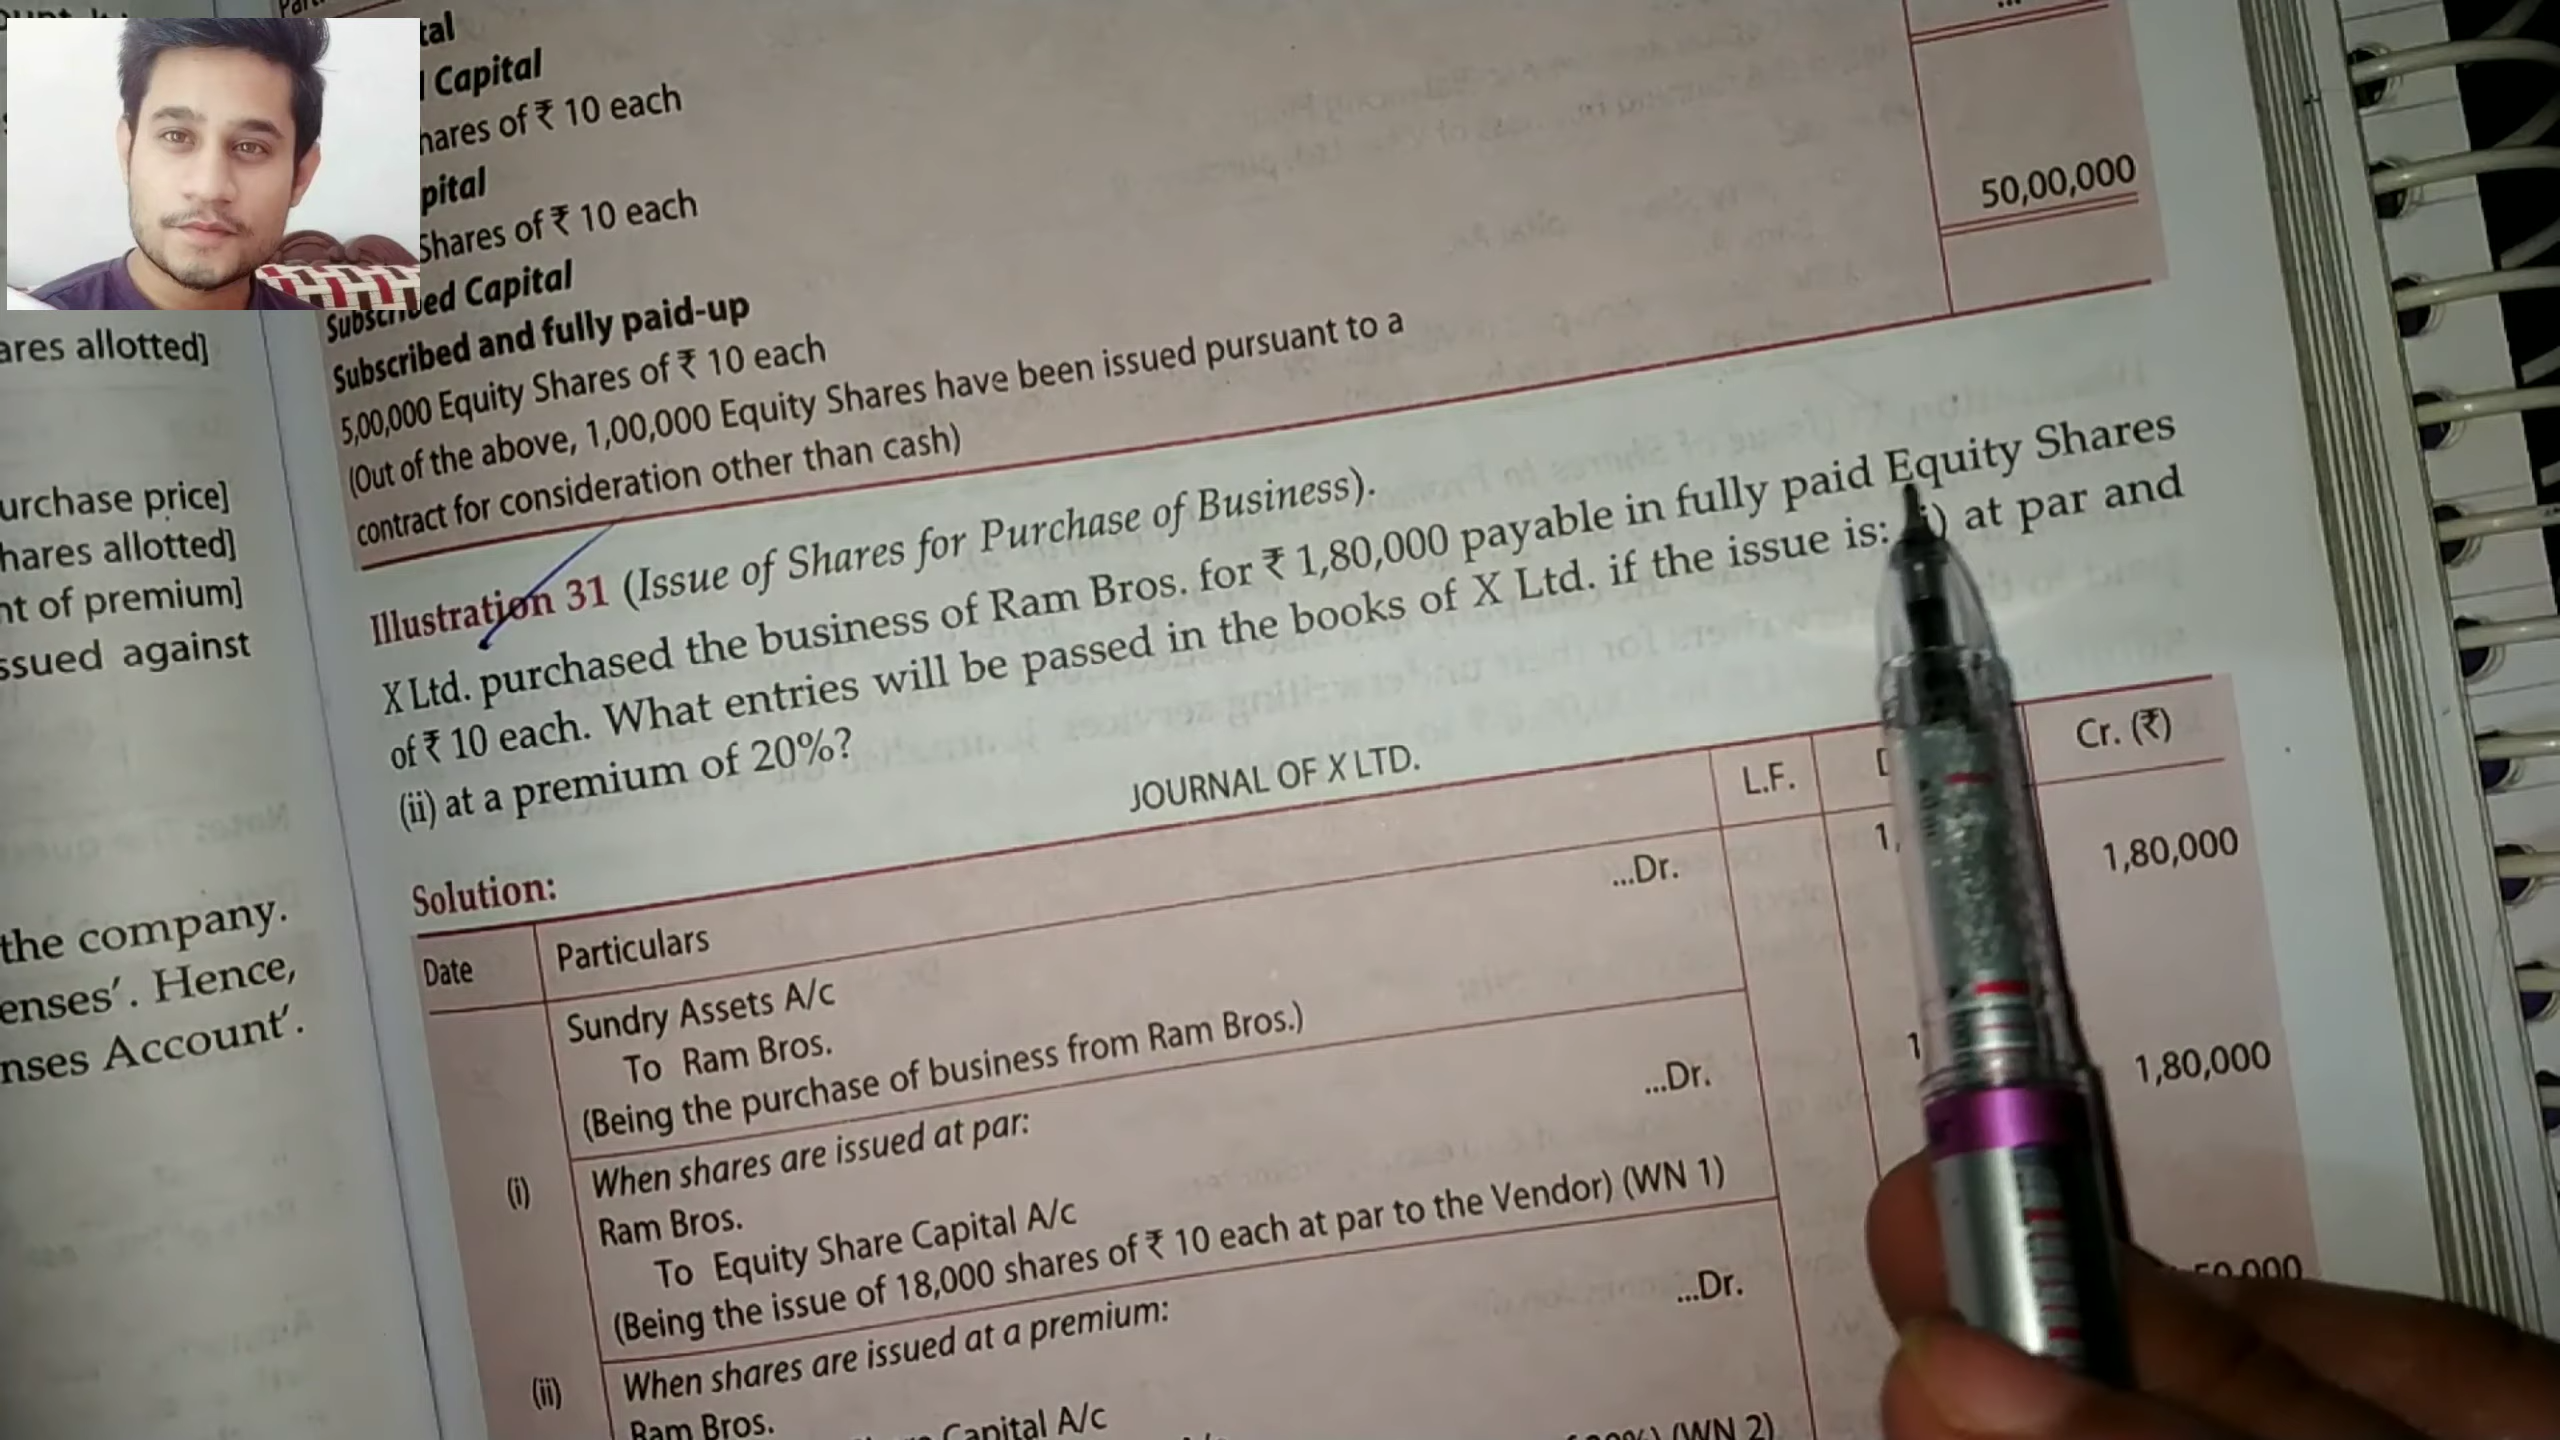 tal
Capital
hares of ₹ 10 each
pital
Shares of ₹ 10 each
50,00,000
Subscribed Capital
Subscribed and fully paid-up
5,00,000 Equity Shares of ₹ 10 each
(Out of the above, 1,00,000 Equity Shares have been issued pursuant to a
contract for consideration other than cash)
ares allotted]
urchase price]
hares allotted]
nt of premium]
ssued against
the company.
enses'. Hence,
nses Account'.
Illustration 31 (Issue of Shares for Purchase of Business).
X Ltd. purchased the business of Ram Bros. for ₹ 1,80,000 payable in fully paid Equity Shares
of ₹ 10 each. What entries will be passed in the books of X Ltd. if the issue is: (i) at par and
(ii) at a premium of 20%?
Solution:
JOURNAL OF X LTD.
Date Particulars L.F. Cr. (₹)
Sundry Assets A/c ...Dr. 1,
To Ram Bros. 1,80,000
(Being the purchase of business from Ram Bros.)
(i) When shares are issued at par:
Ram Bros. ...Dr. 1
To Equity Share Capital A/c 1,80,000
(Being the issue of 18,000 shares of ₹ 10 each at par to the Vendor) (WN 1)
(ii) When shares are issued at a premium:
Ram Bros. ...Dr.
Capital A/c 50,000
(WN 2)